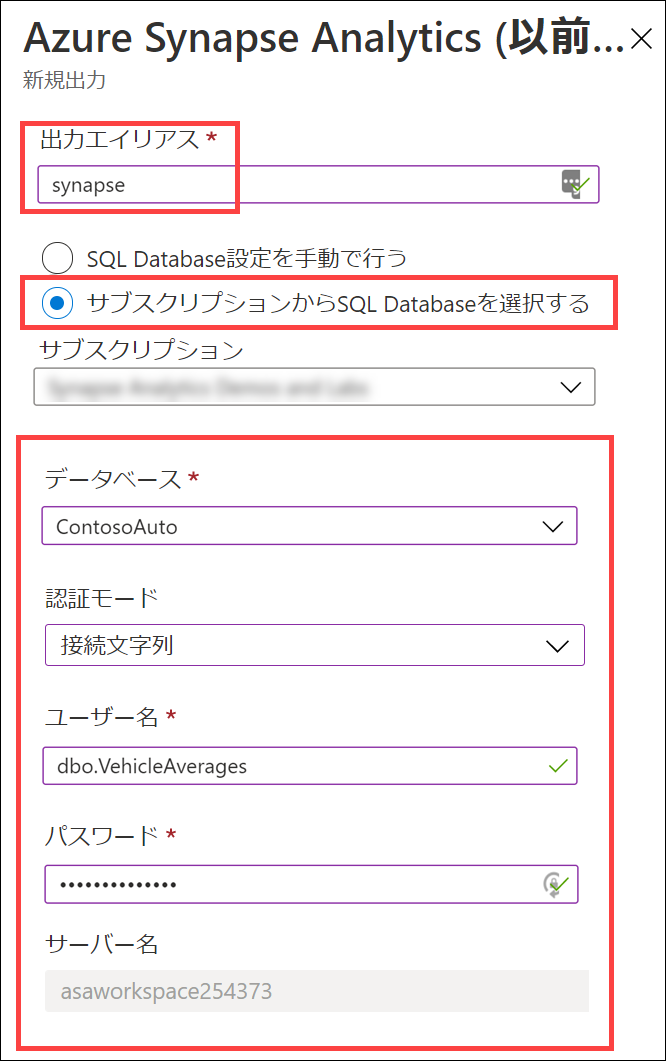 Azure Synapse Analytics (以前...
新規出力
出力エイリアス *
synapse
SQL Database設定を手動で行う
サブスクリプションからSQL Databaseを選択する
サブスクリプション
データベース *
ContosoAuto
認証モード
接続文字列
ユーザー名 *
dbo.VehicleAverages
パスワード *
••••••••••••••
サーバー名
asaworkspace254373